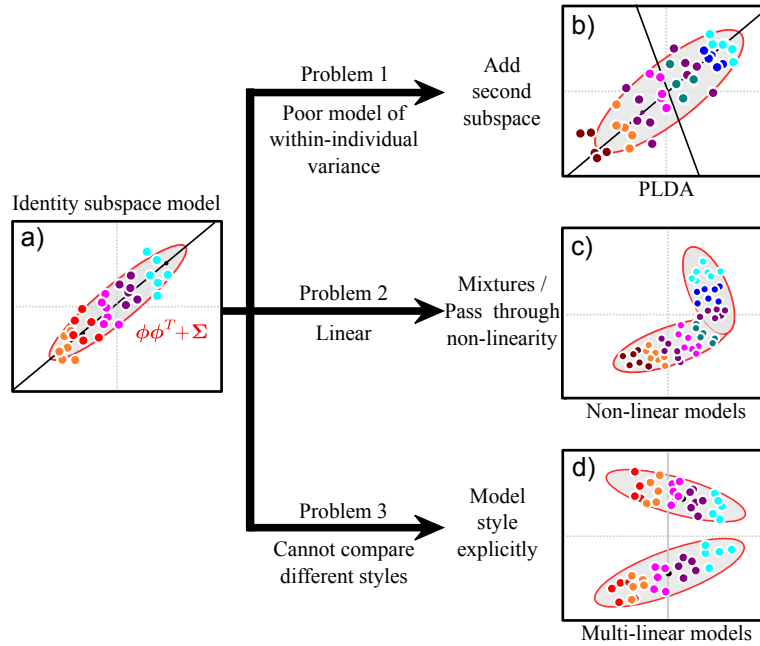 Identity subspace model
a)
ϕϕᵀ+Σ
Problem 1
Poor model of
within-individual
variance
Add
second
subspace
b)
PLDA
Problem 2
Linear
Mixtures /
Pass through
non-linearity
c)
Non-linear models
Problem 3
Cannot compare
different styles
Model
style
explicitly
d)
Multi-linear models